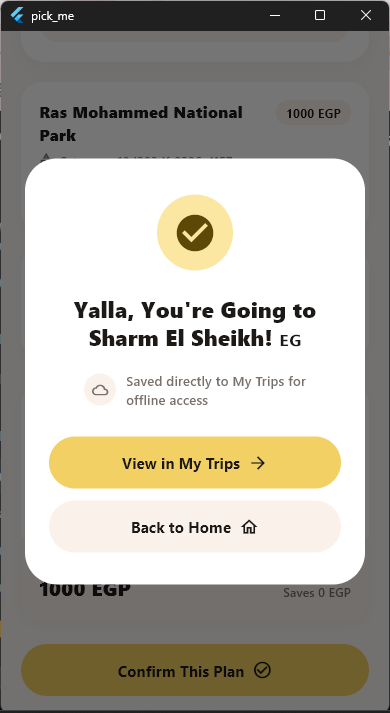 pick_me
Ras Mohammed National
Park
1000 EGP
Yalla, You're Going to
Sharm El Sheikh! EG
Saved directly to My Trips for
offline access
View in My Trips
Back to Home
1000 EGP
Saves 0 EGP
Confirm This Plan